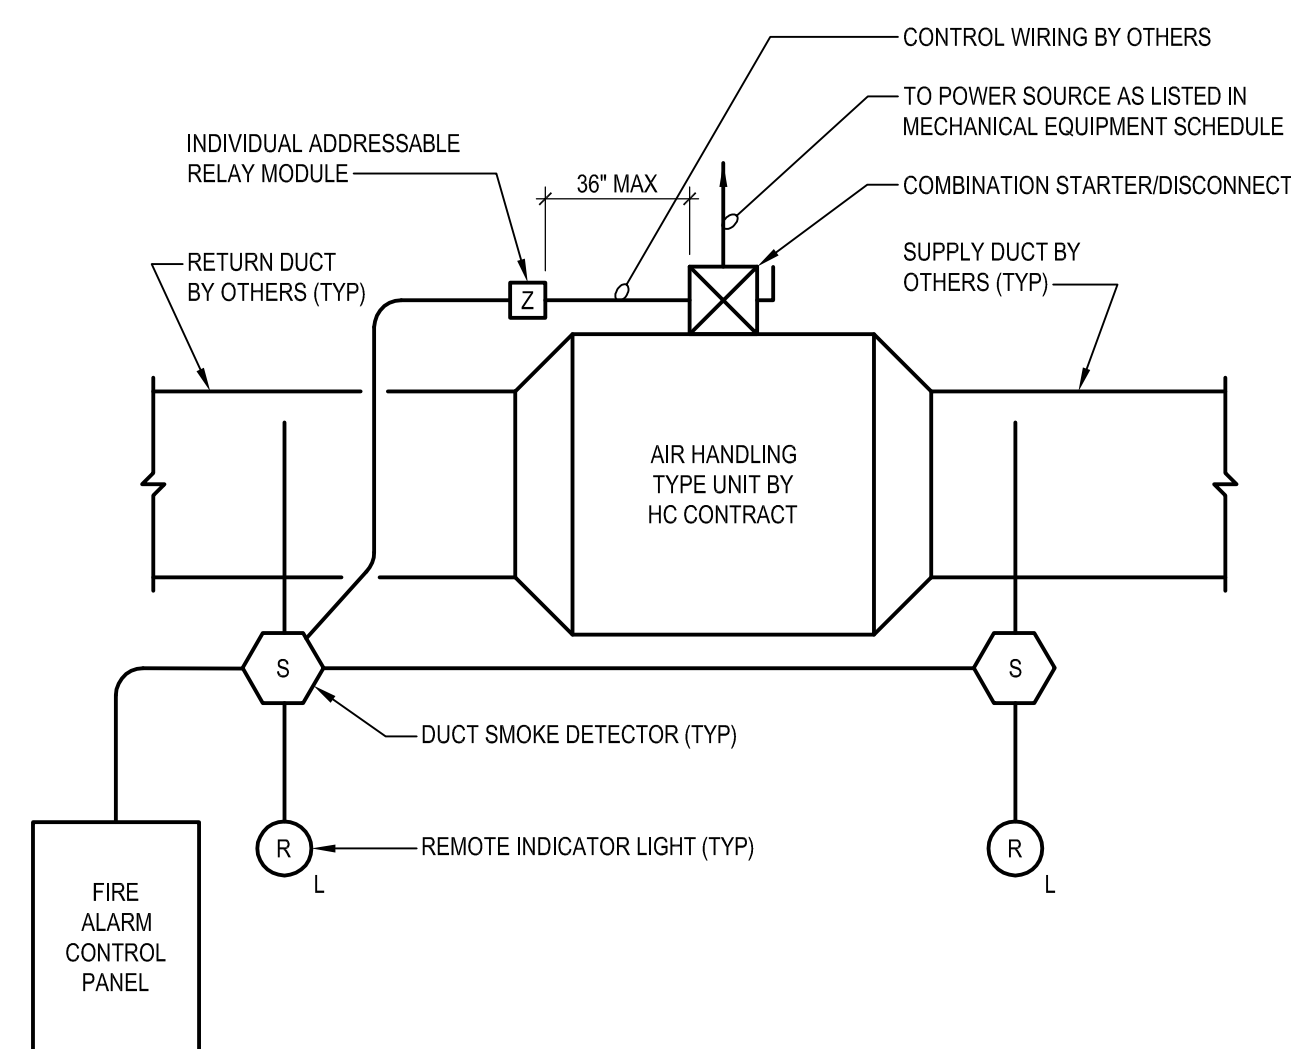 CONTROL WIRING BY OTHERS
TO POWER SOURCE AS LISTED IN
MECHANICAL EQUIPMENT SCHEDULE
INDIVIDUAL ADDRESSABLE
RELAY MODULE
36" MAX
COMBINATION STARTER/DISCONNECT
RETURN DUCT
BY OTHERS (TYP)
SUPPLY DUCT BY
OTHERS (TYP)
Z
AIR HANDLING
TYPE UNIT BY
HC CONTRACT
S
S
DUCT SMOKE DETECTOR (TYP)
R
REMOTE INDICATOR LIGHT (TYP)
R
L
L
FIRE
ALARM
CONTROL
PANEL